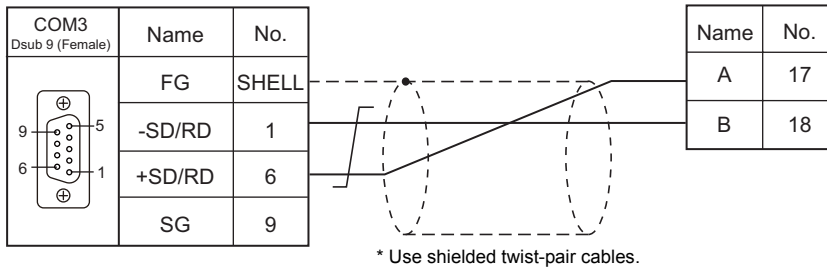 COM3
Dsub 9 (Female)
Name No.
FG SHELL
-SD/RD 1
+SD/RD 6
SG 9
5
9
6
1
Name No.
A 17
B 18
* Use shielded twist-pair cables.